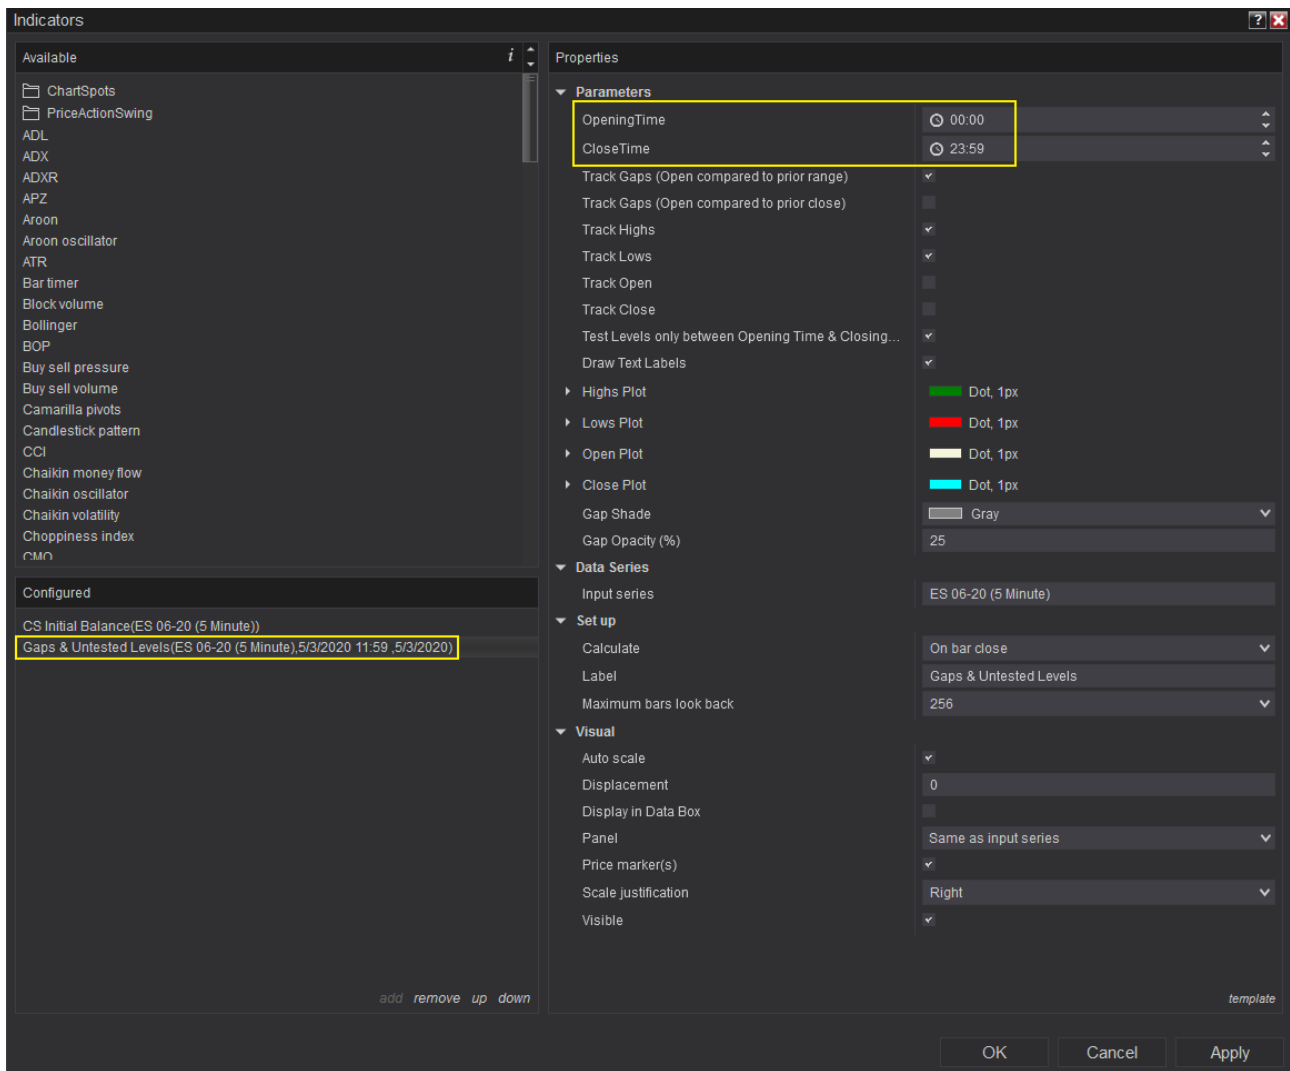 Indicators
?
Available
i
ChartSpots
PriceActionSwing
ADL
ADX
ADXR
APZ
Aroon
Aroon oscillator
ATR
Bar timer
Block volume
Bollinger
BOP
Buy sell pressure
Buy sell volume
Camarilla pivots
Candlestick pattern
CCI
Chaikin money flow
Chaikin oscillator
Chaikin volatility
Choppiness index
CMO
Configured
CS Initial Balance(ES 06-20 (5 Minute))
Gaps & Untested Levels(ES 06-20 (5 Minute),5/3/2020 11:59 ,5/3/2020)
add remove up down
Properties
Parameters
OpeningTime 00:00
CloseTime 23:59
Track Gaps (Open compared to prior range)
Track Gaps (Open compared to prior close)
Track Highs
Track Lows
Track Open
Track Close
Test Levels only between Opening Time & Closing...
Draw Text Labels
Highs Plot Dot, 1px
Lows Plot Dot, 1px
Open Plot Dot, 1px
Close Plot Dot, 1px
Gap Shade Gray
Gap Opacity (%) 25
Data Series
Input series ES 06-20 (5 Minute)
Set up
Calculate On bar close
Label Gaps & Untested Levels
Maximum bars look back 256
Visual
Auto scale
Displacement 0
Display in Data Box
Panel Same as input series
Price marker(s)
Scale justification Right
Visible
template
OK Cancel Apply